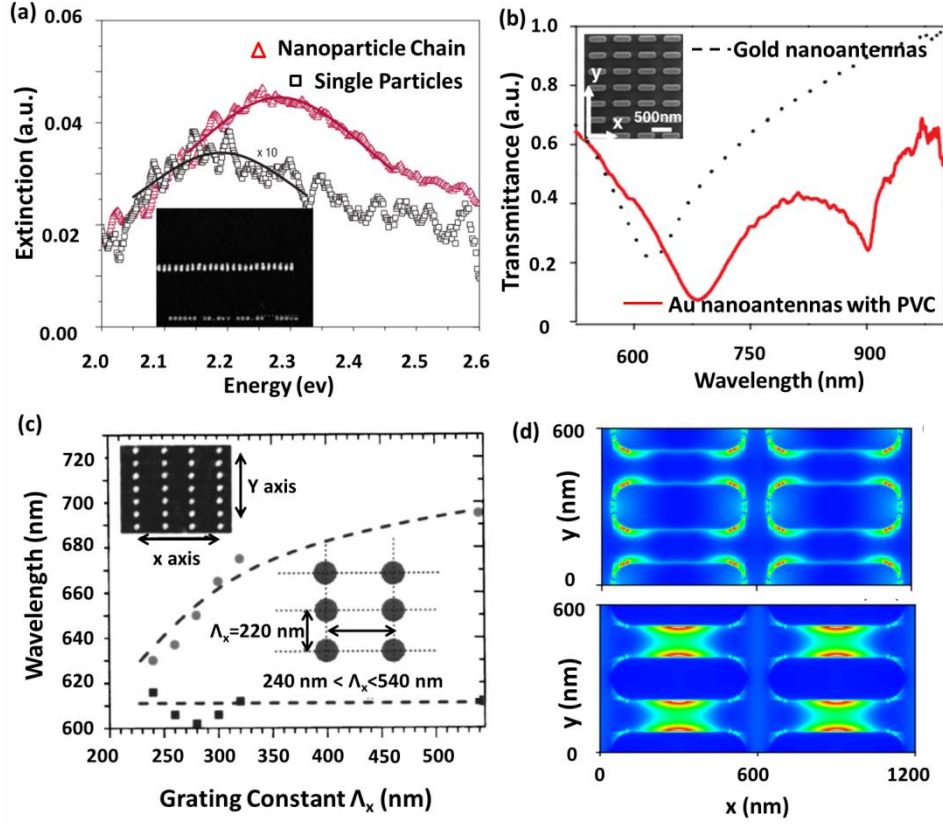 (a)
0.06
0.04
0.02
0.00
Extinction (a.u.)
Nanoparticle Chain
Single Particles
x 10
2.0 2.1 2.2 2.3 2.4 2.5 2.6
Energy (ev)
(b)
1.0
0.8
0.6
0.4
0.2
0
Transmittance (a.u.)
Gold nanoantennas
y
x
500nm
Au nanoantennas with PVC
600 750 900
Wavelength (nm)
(c)
720
700
680
660
640
620
600
Wavelength (nm)
Y axis
x axis
Λx=220 nm
240 nm < Λx<540 nm
200 250 300 350 400 450 500
Grating Constant Λx (nm)
(d)
600
y (nm)
0
600
y (nm)
0
0 600 1200
x (nm)